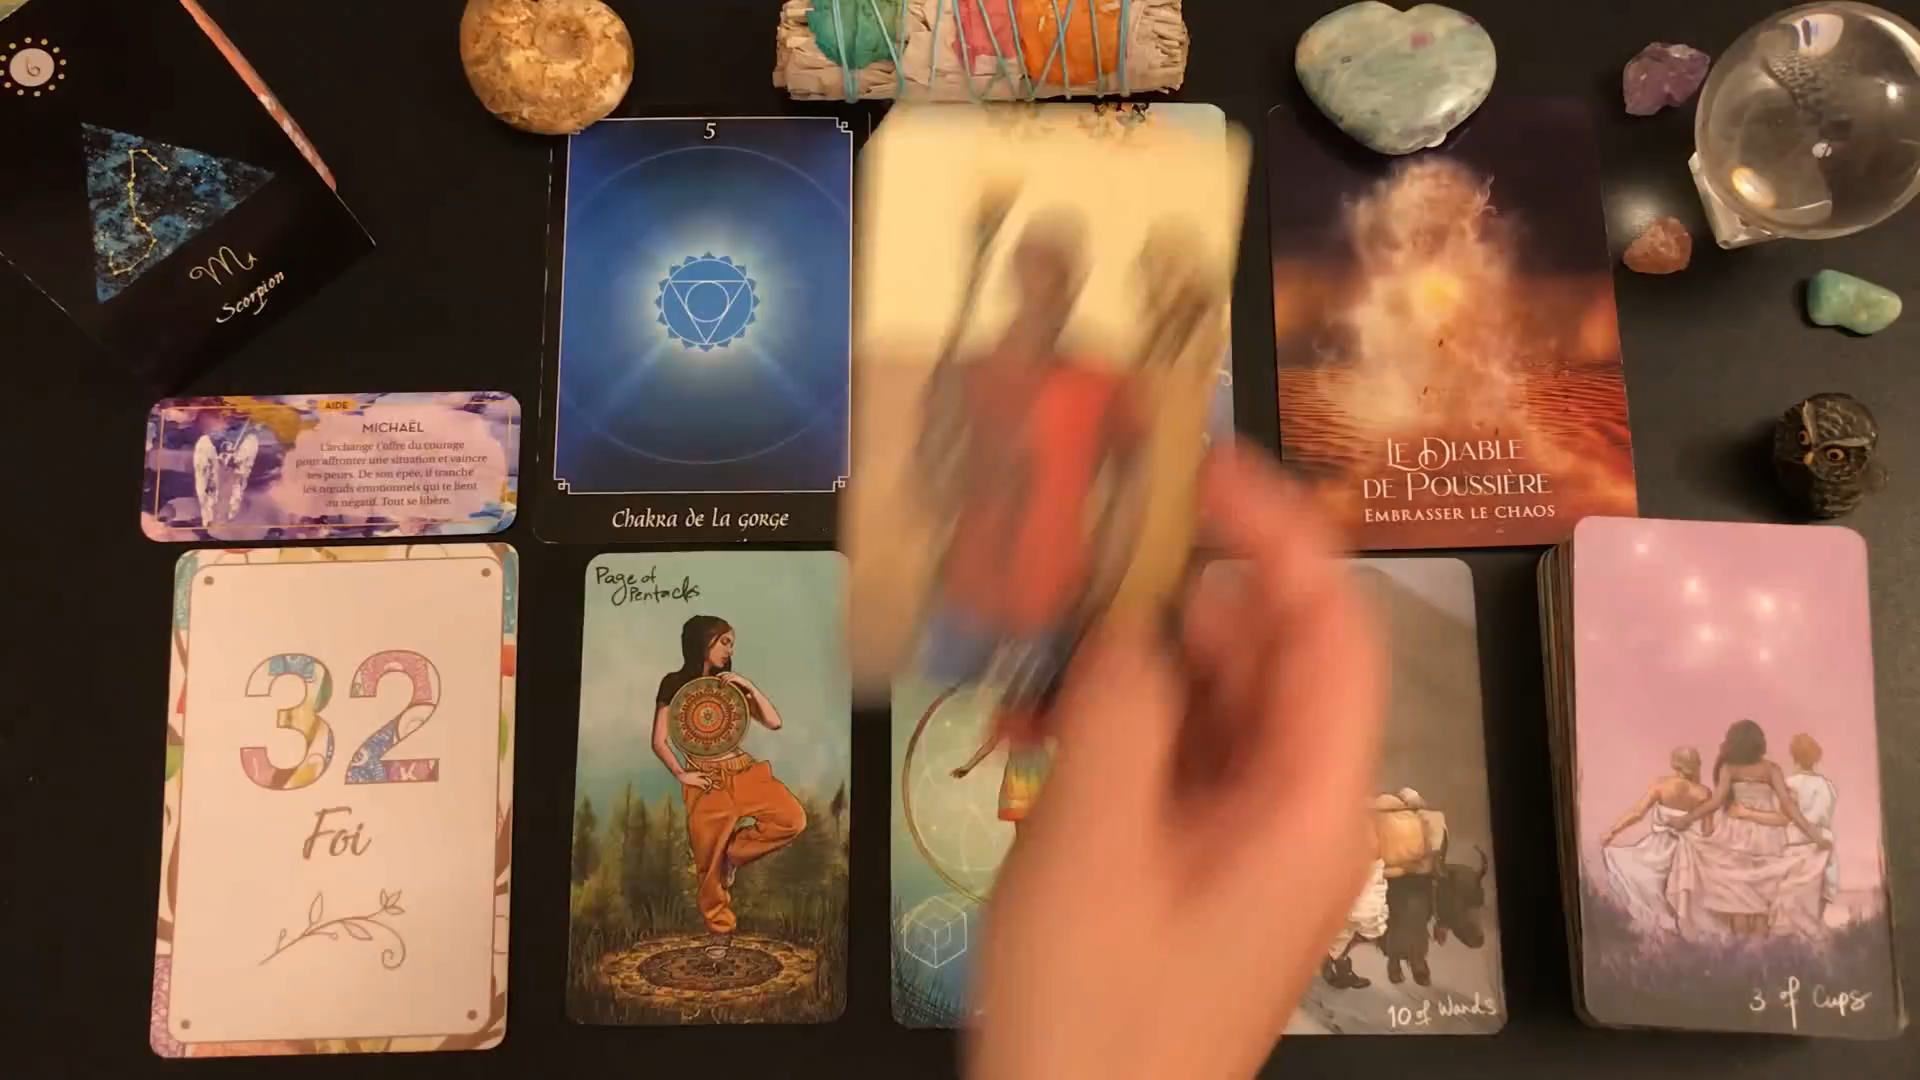 6
Scorpion
5
Chakra de la gorge
LE DIABLE
DE POUSSIÈRE
EMBRASSER LE CHAOS
AIDE
MICHAËL
L'archange t'offre du courage
pour affronter une situation et vaincre
tes peurs. De son épée, il tranche
les nœuds émotionnels qui te lient
au négatif. Tout se libère.
32
Foi
Page of
Pentacles
10 of Wands
3 of Cups